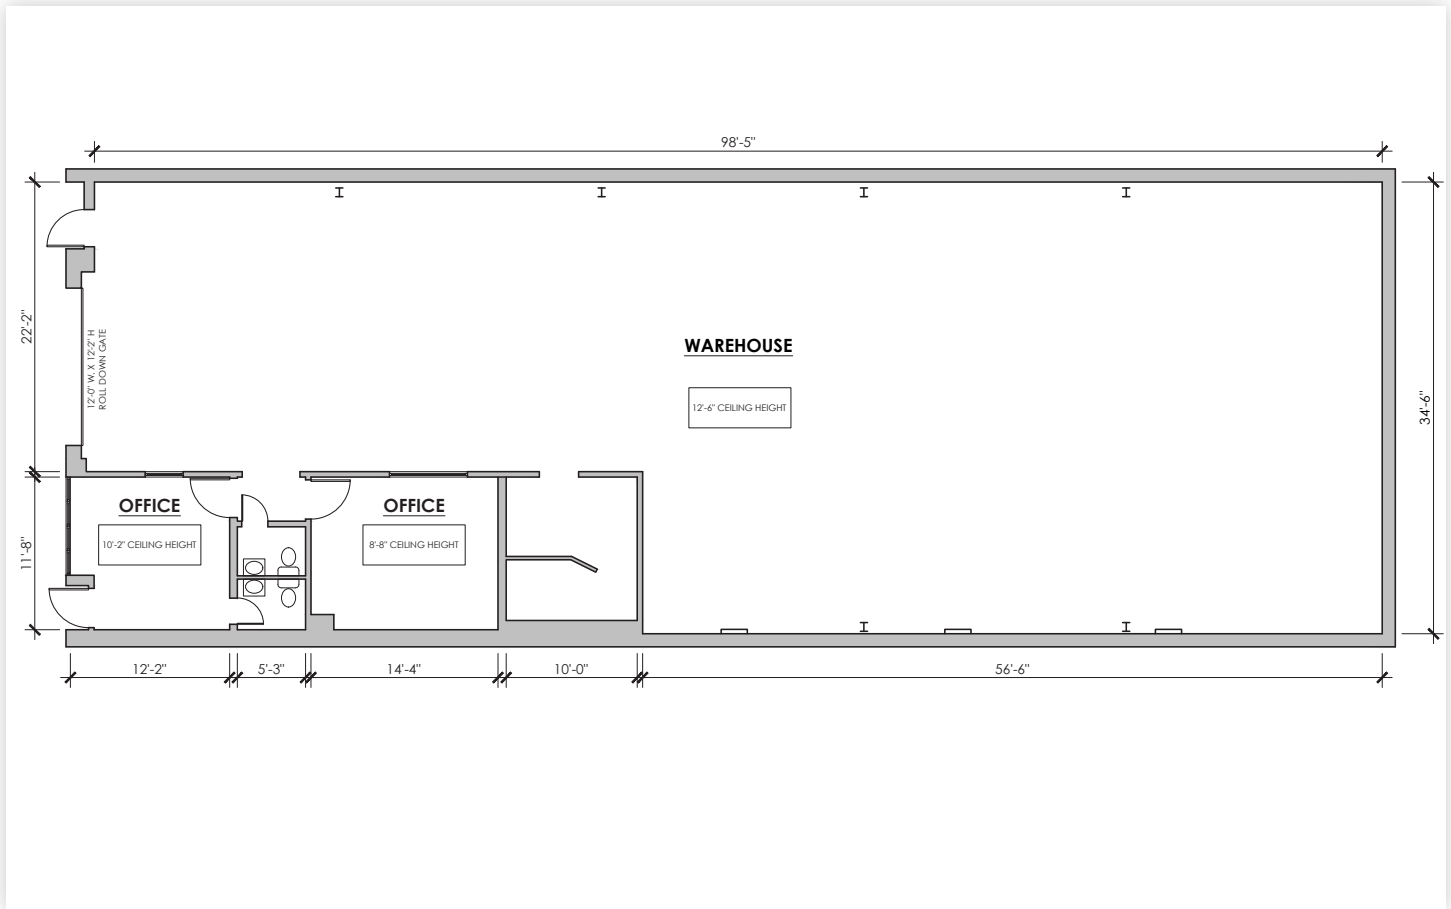 98'-5"
22'-2"
12'-0" W. X 12'-2" H
ROLL DOWN GATE
WAREHOUSE
12'-6" CEILING HEIGHT
34'-6"
OFFICE
10'-2" CEILING HEIGHT
OFFICE
8'-8" CEILING HEIGHT
11'-8"
12'-2"
5'-3"
14'-4"
10'-0"
56'-6"